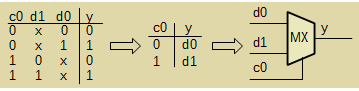 c0 d1 d0 y
0 x 0 0
0 x 1 1
1 0 x 0
1 1 x 1
c0 y
0 d0
1 d1
d0
d1
c0
MX
y